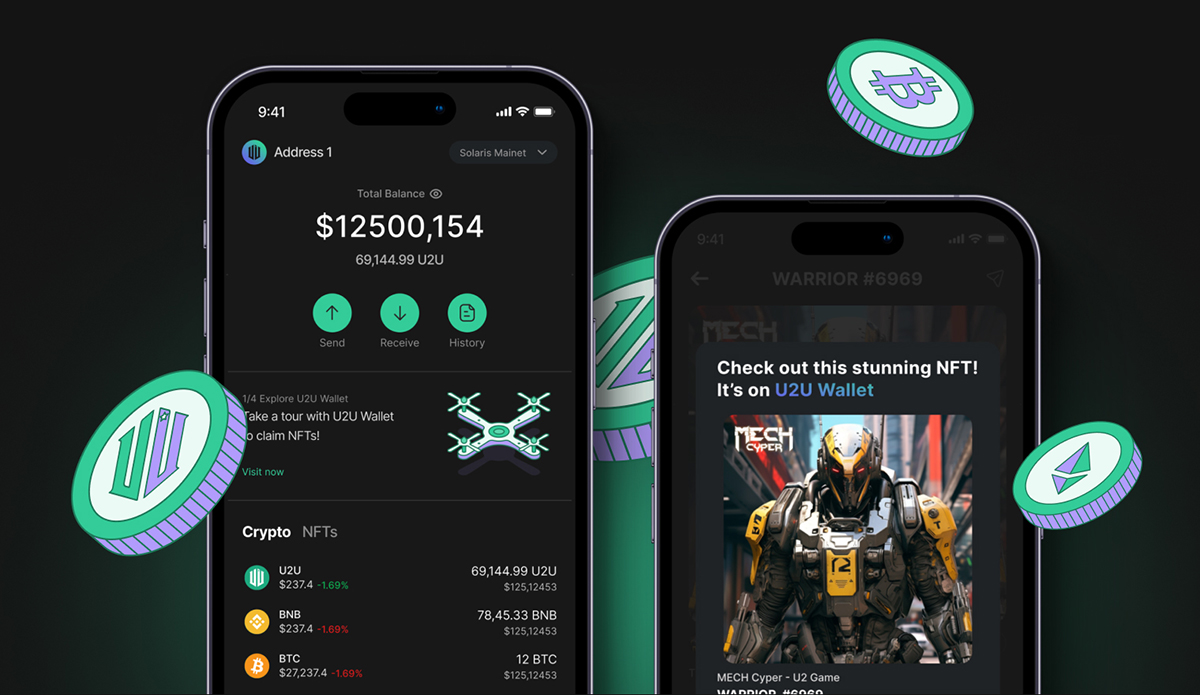 9:41
Address 1
Solaris Mainet
Total Balance
$12500,154
69,144.99 U2U
Send
Receive
History
1/4 Explore U2U Wallet
Take a tour with U2U Wallet
to claim NFTs!
Visit now
Crypto NFTs
U2U
$237.4 -1.69%
69,144.99 U2U
$125,12453
BNB
$237.4 -1.69%
78,45.33 BNB
$125,12453
BTC
$27,237.4 -1.69%
12 BTC
$125,12453
9:41
WARRIOR #6969
MECH
Check out this stunning NFT!
It’s on U2U Wallet
MECH
CYPER
MECH Cyper - U2 Game
WARRIOR #6969